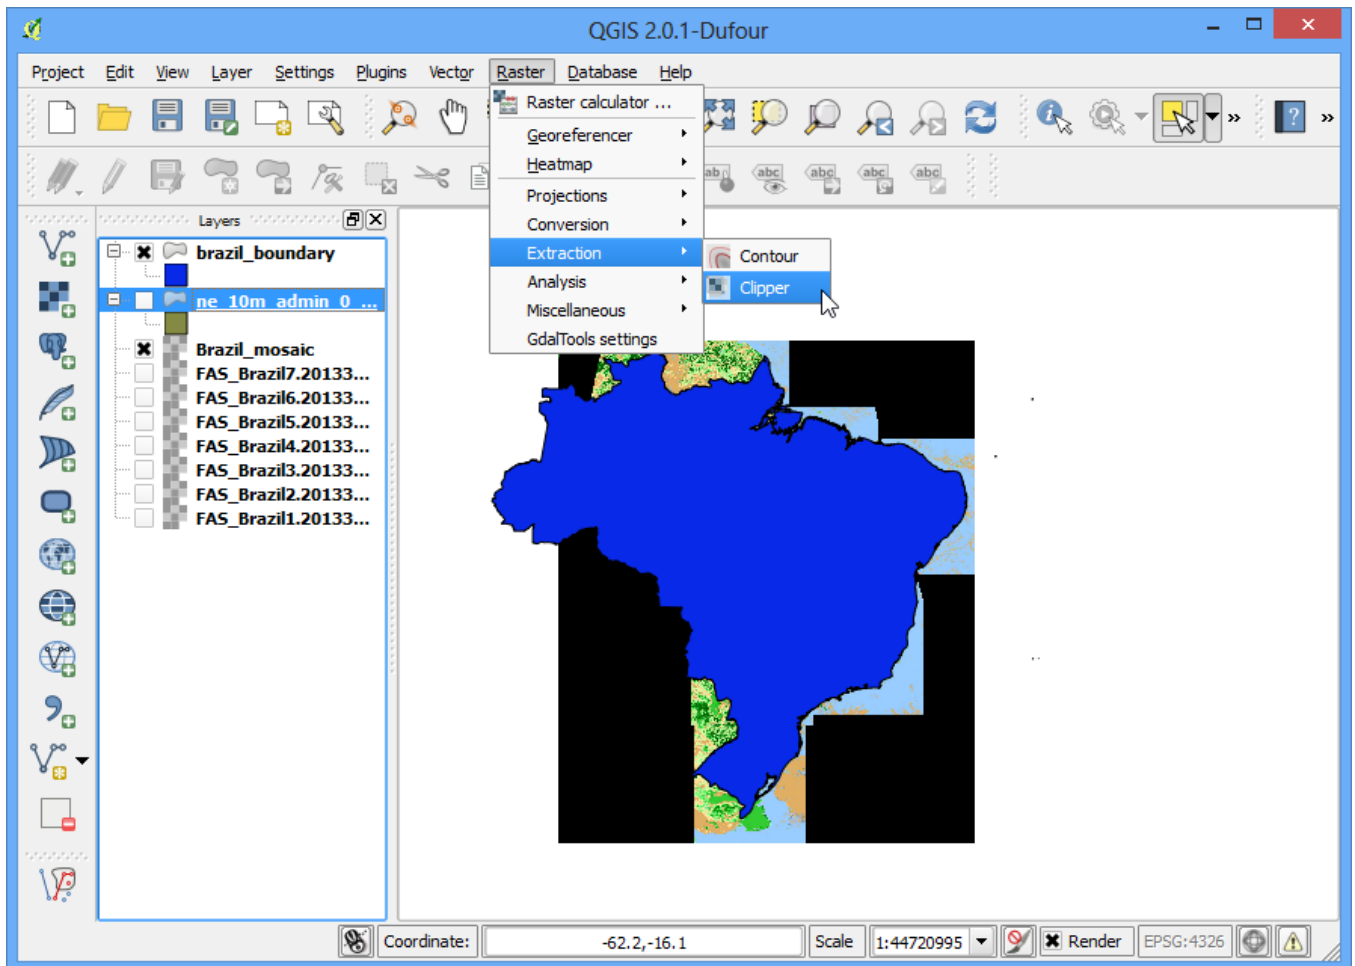 QGIS 2.0.1-Dufour
Project Edit View Layer Settings Plugins Vector Raster Database Help
Raster calculator ...
Georeferencer
Heatmap
Projections
Conversion
Extraction
Analysis
Miscellaneous
GdalTools settings
Contour
Clipper
Layers
brazil_boundary
ne_10m_admin_0_...
Brazil_mosaic
FAS_Brazil7.20133...
FAS_Brazil6.20133...
FAS_Brazil5.20133...
FAS_Brazil4.20133...
FAS_Brazil3.20133...
FAS_Brazil2.20133...
FAS_Brazil1.20133...
Coordinate: -62.2,-16.1 Scale 1:44720995 Render EPSG:4326